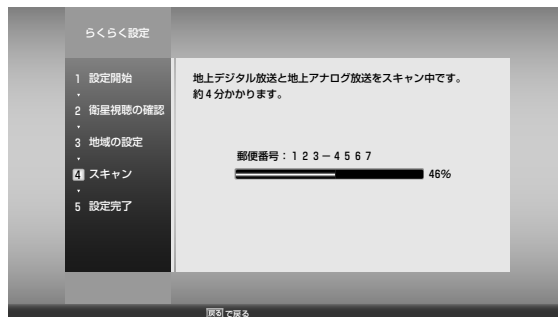 らくらく設定
1 設定開始
2 衛星視聴の確認
3 地域の設定
4 スキャン
5 設定完了
地上デジタル放送と地上アナログ放送をスキャン中です。
約4分かかります。
郵便番号：１２３－４５６７
46%
戻る で戻る